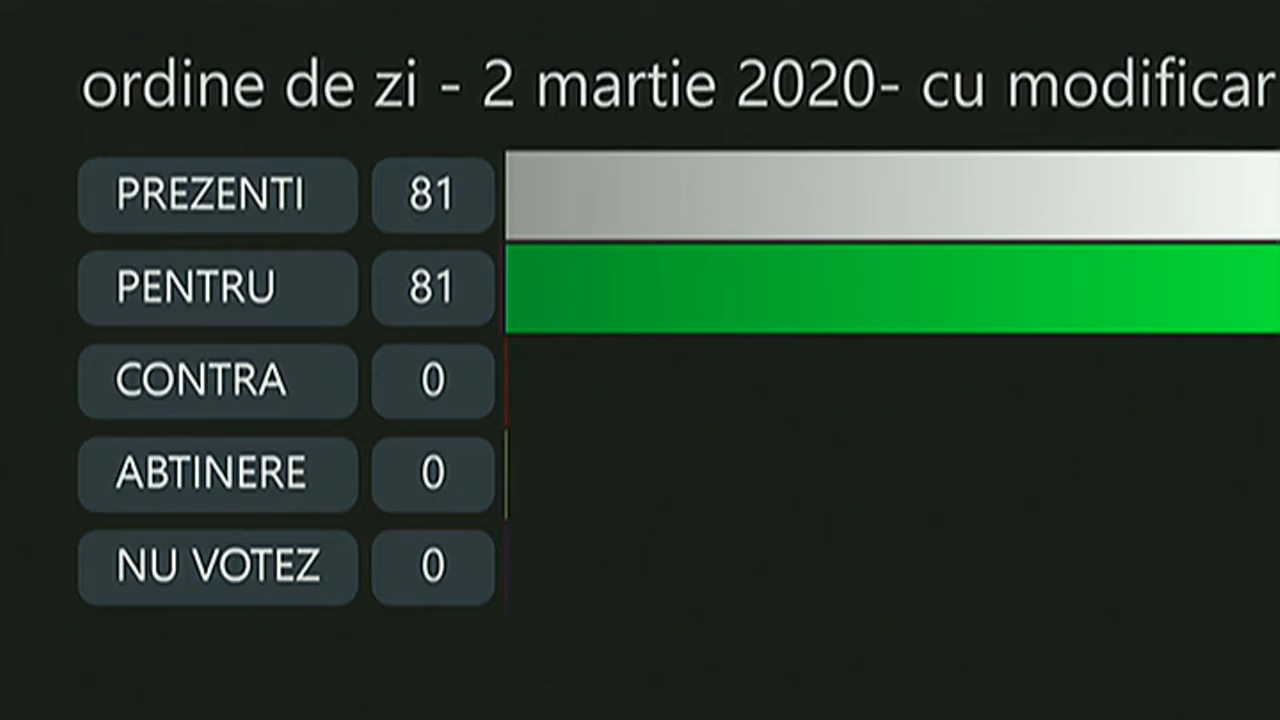 ordine de zi - 2 martie 2020- cu modificar
PREZENTI 81
PENTRU 81
CONTRA 0
ABTINERE 0
NU VOTEZ 0